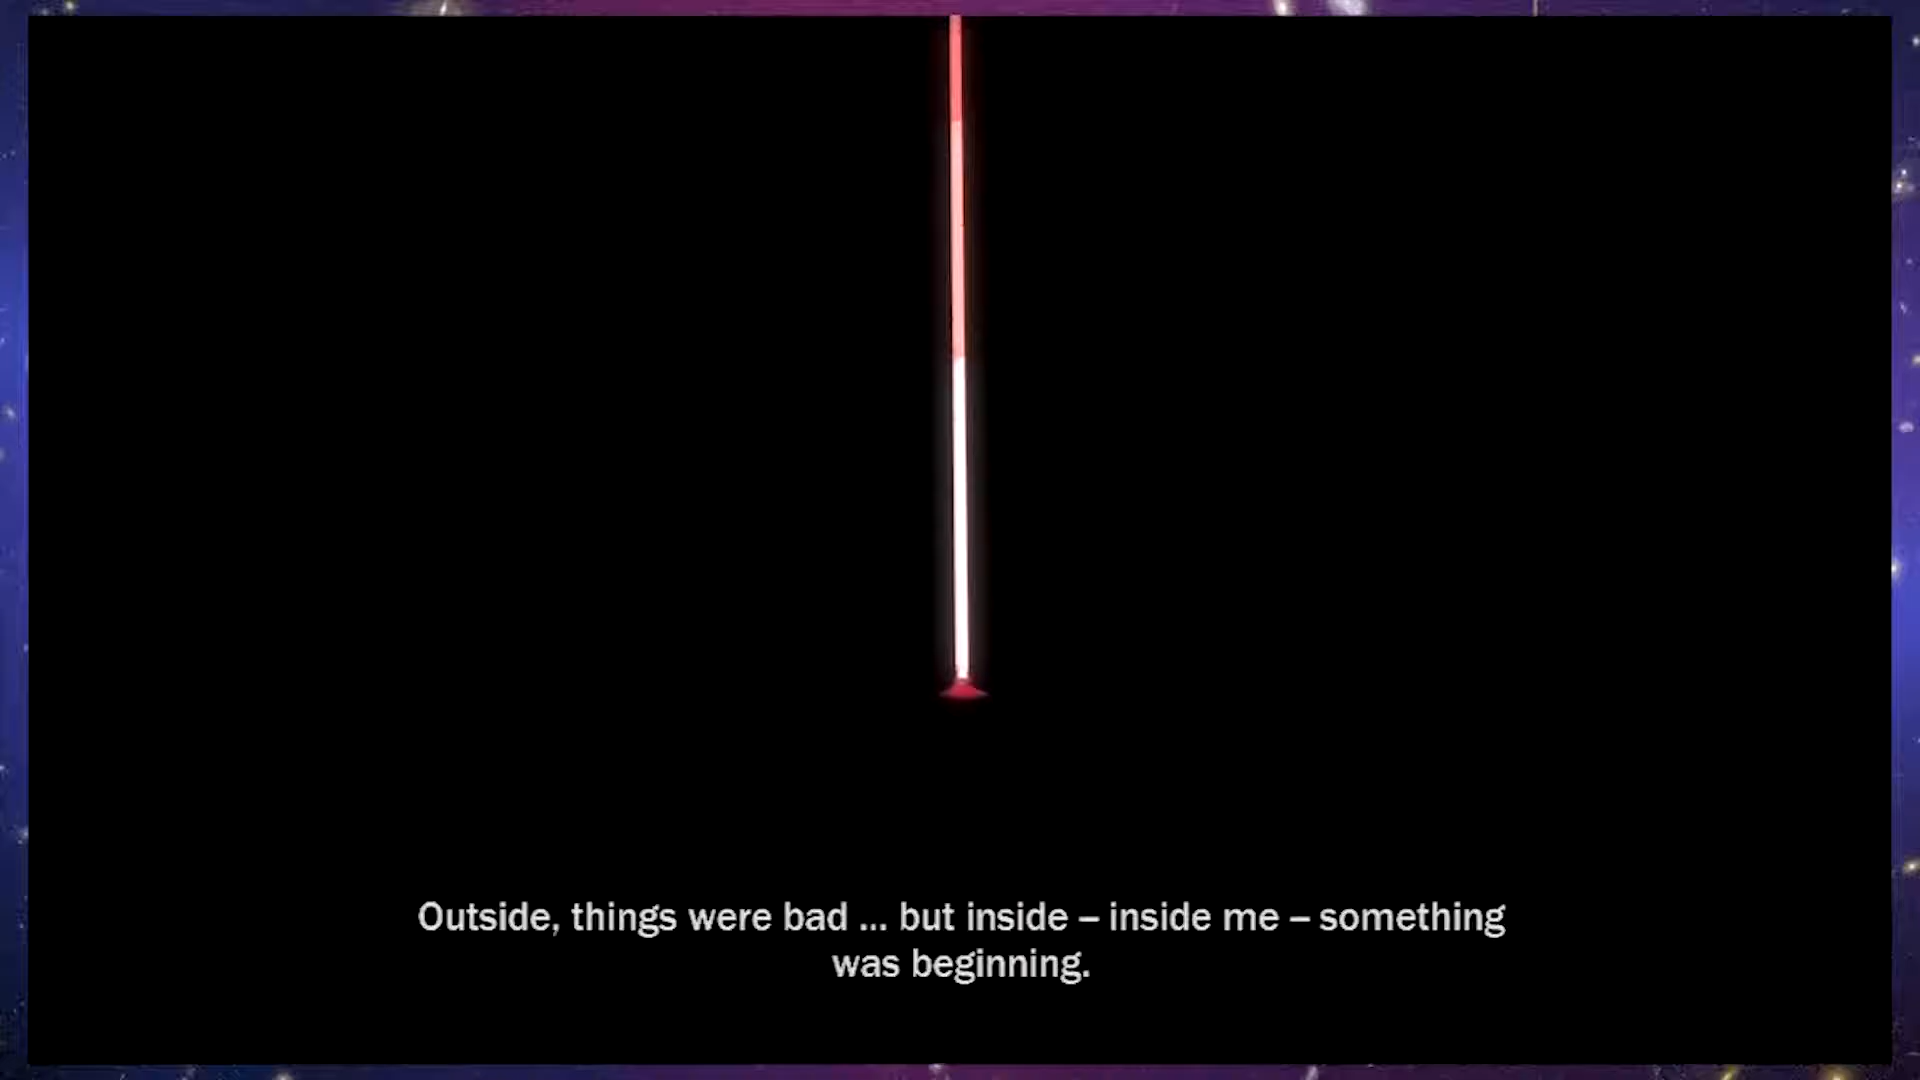 Outside, things were bad ... but inside – inside me – something
was beginning.